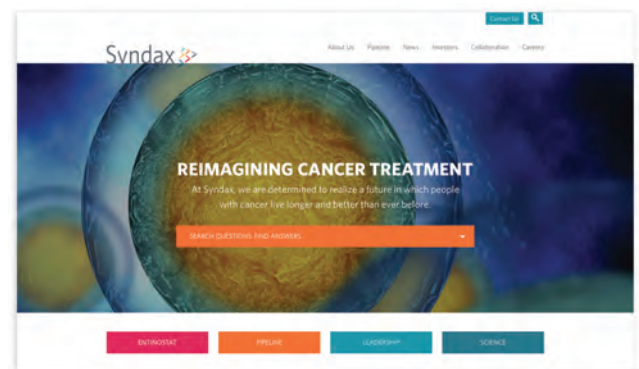 Contact Us
Syndax
About Us Patients News Investors Collaboration Careers
REIMAGINING CANCER TREATMENT
At Syndax, we are determined to realize a future in which people
with cancer live longer and better than ever before.
SEARCH QUESTIONS. FIND ANSWERS.
ENTINOSTAT PIPELINE LEADERSHIP SCIENCE